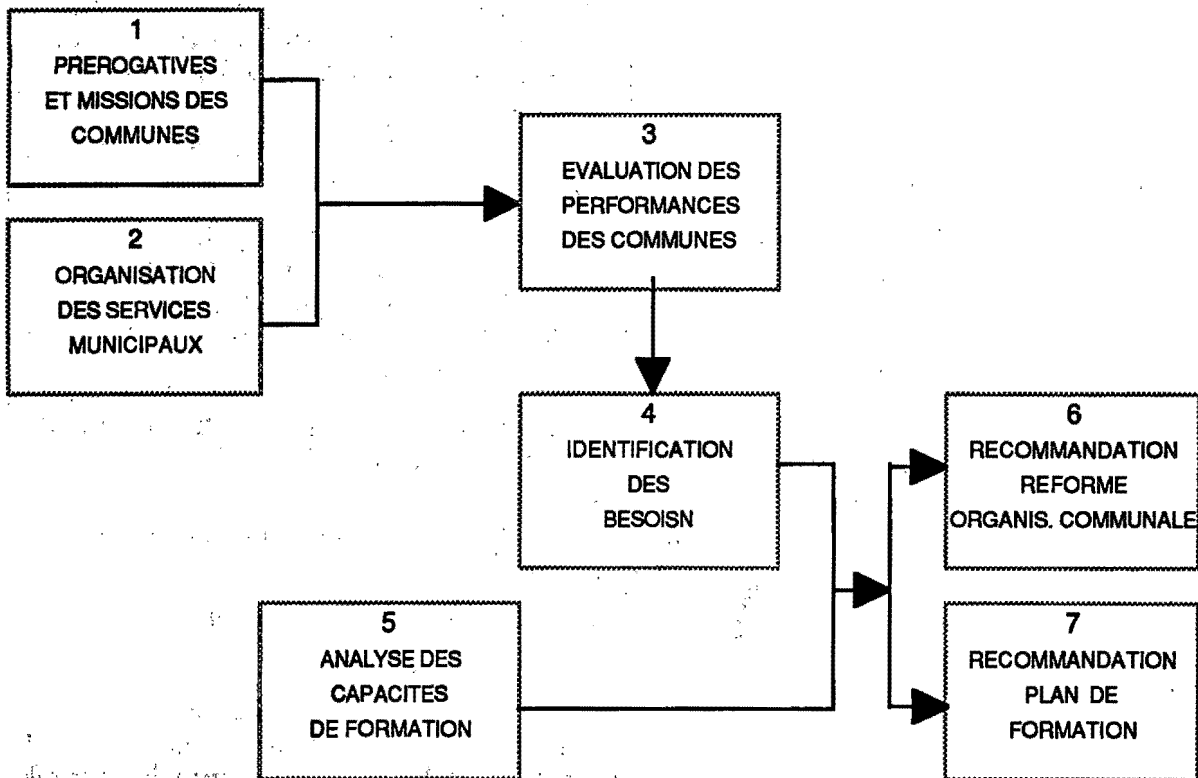 1
PREROGATIVES
ET MISSIONS DES
COMMUNES
2
ORGANISATION
DES SERVICES
MUNICIPAUX
3
EVALUATION DES
PERFORMANCES
DES COMMUNES
4
IDENTIFICATION
DES
BESOISN
5
ANALYSE DES
CAPACITES
DE FORMATION
6
RECOMMANDATION
REFORME
ORGANIS. COMMUNALE
7
RECOMMANDATION
PLAN DE
FORMATION